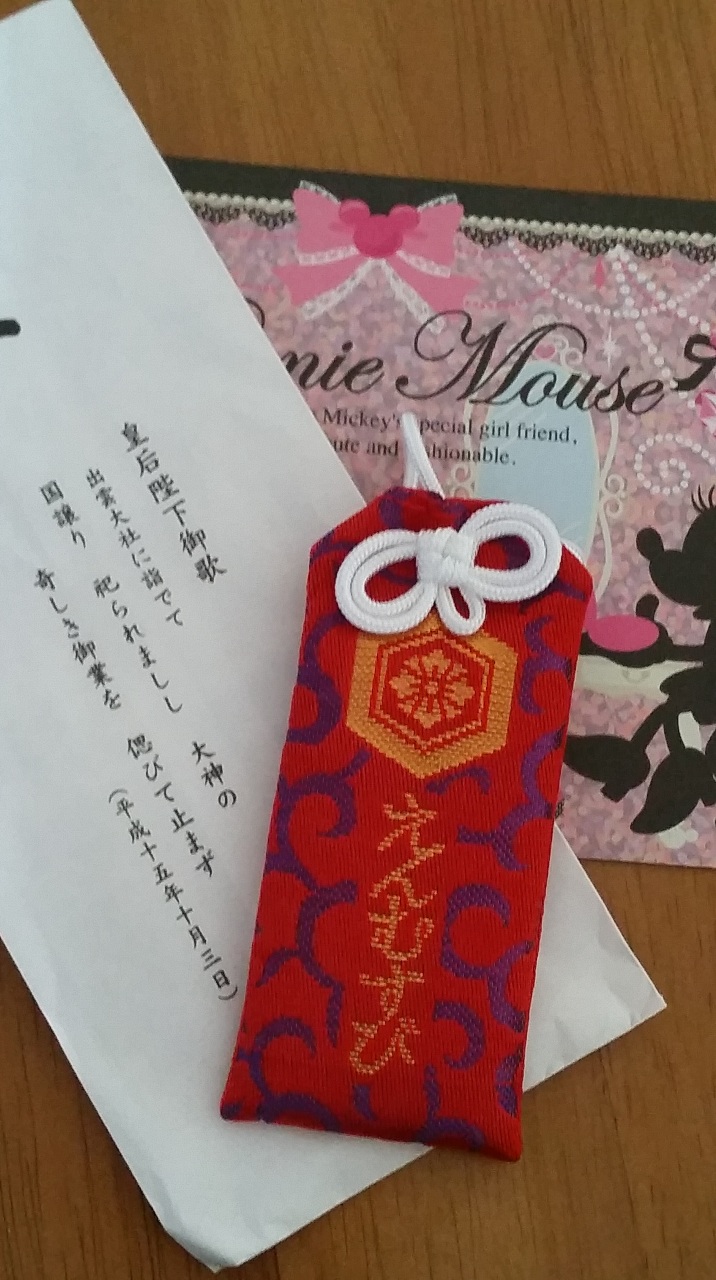 皇后陛下御歌
出雲大社に詣でて
国譲り 祀られましし 大神の
奇しき御業を 偲びて止まず
(平成十五年十月三日)
nie Mouse
Mickey's special girl friend,
ute and fashionable.
えんむすび